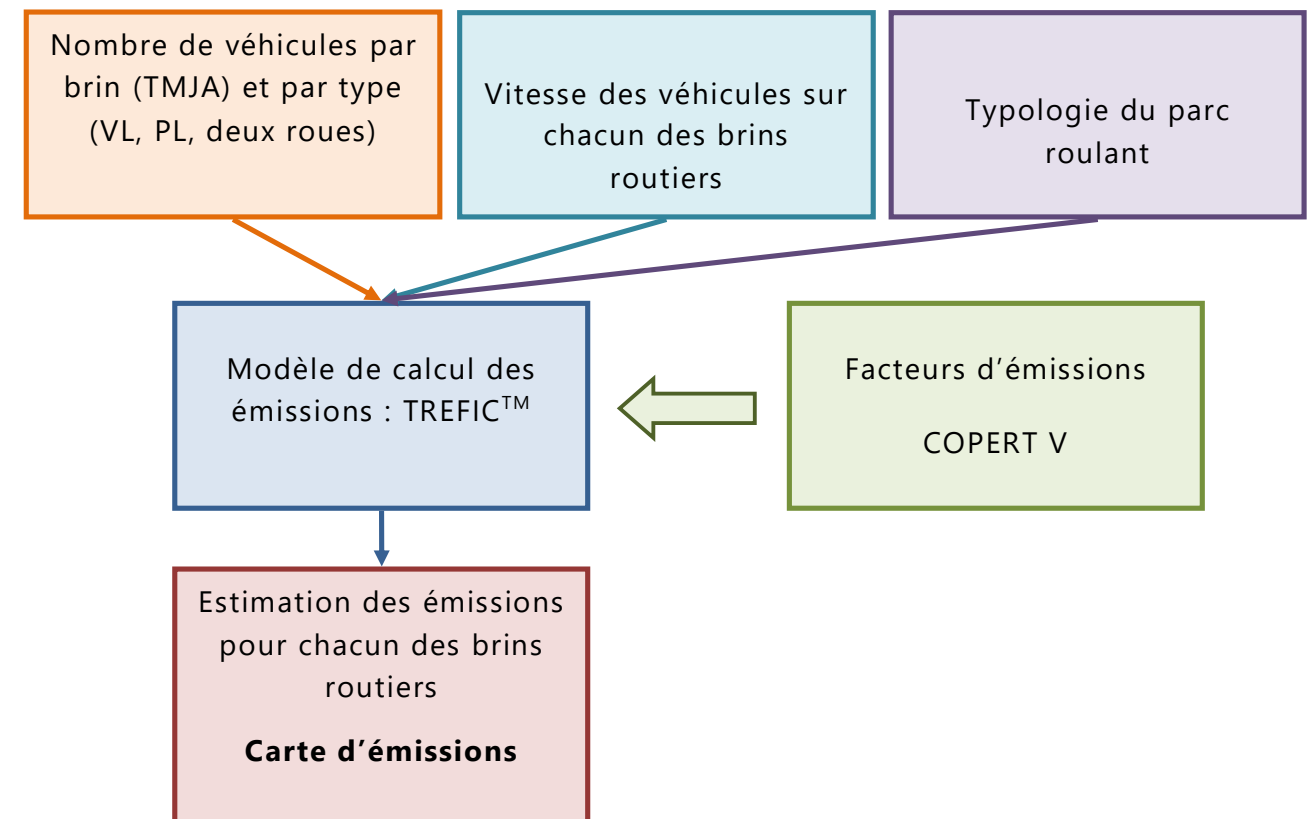 Nombre de véhicules par
brin (TMJA) et par type
(VL, PL, deux roues)
Vitesse des véhicules sur
chacun des brins
routiers
Typologie du parc
roulant
Modèle de calcul des
émissions : TREFIC™
Facteurs d’émissions
COPERT V
Estimation des émissions
pour chacun des brins
routiers
Carte d’émissions